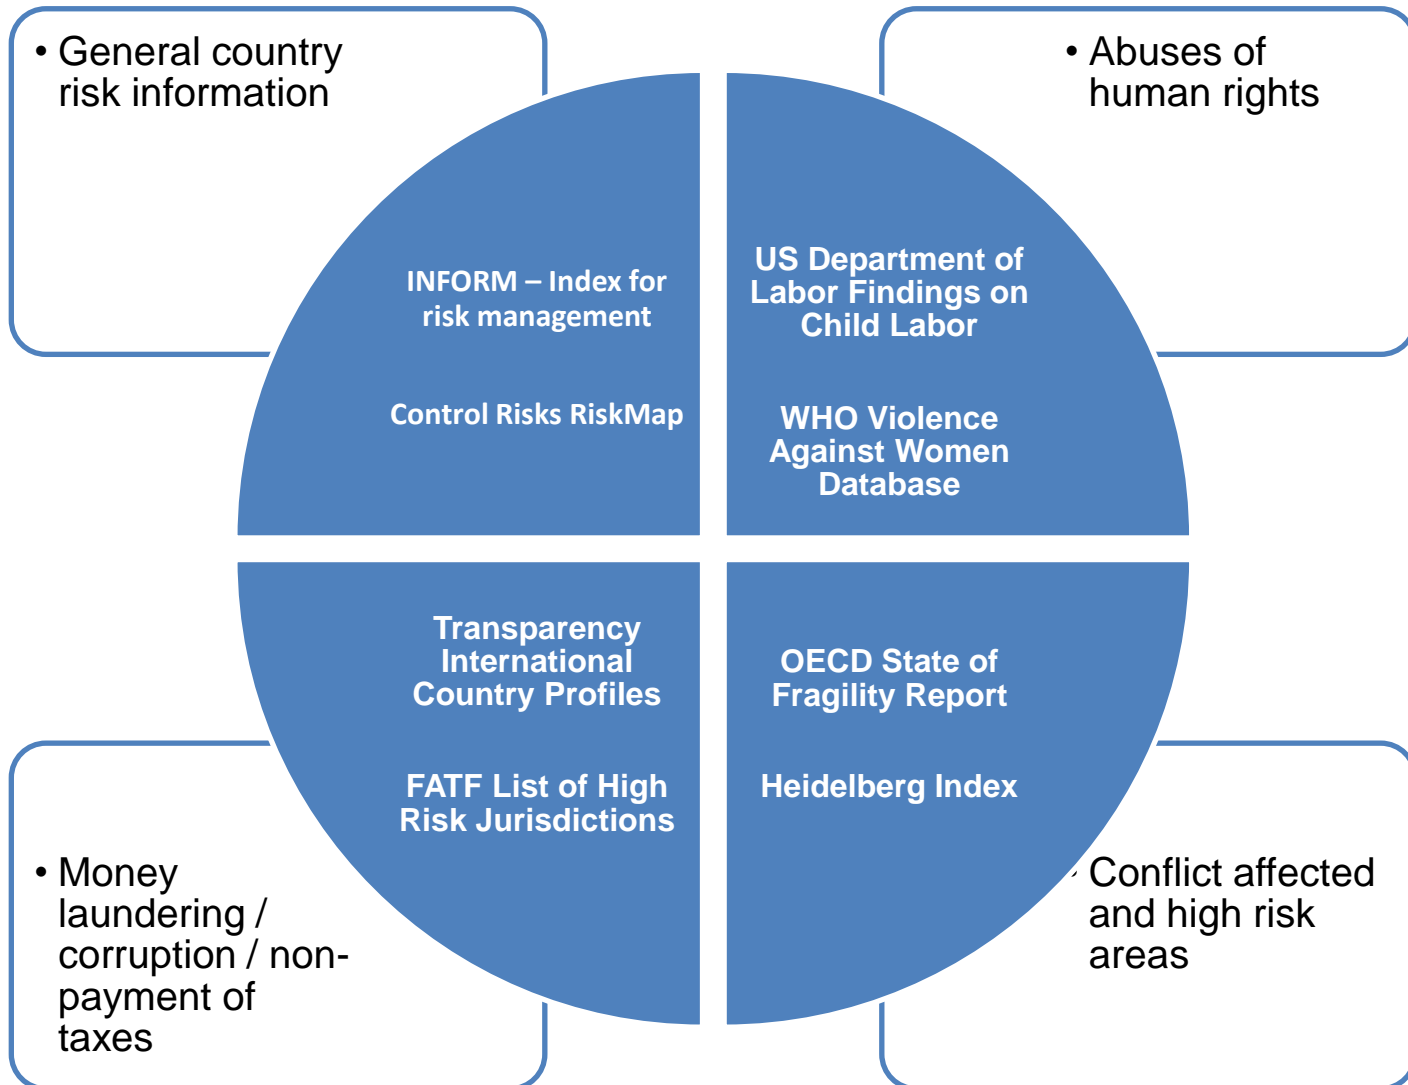 • General country
risk information
• Abuses of
human rights
INFORM – Index for
risk management
Control Risks RiskMap
US Department of
Labor Findings on
Child Labor
WHO Violence
Against Women
Database
Transparency
International
Country Profiles
FATF List of High
Risk Jurisdictions
OECD State of
Fragility Report
Heidelberg Index
• Money
laundering /
corruption / non-
payment of
taxes
• Conflict affected
and high risk
areas